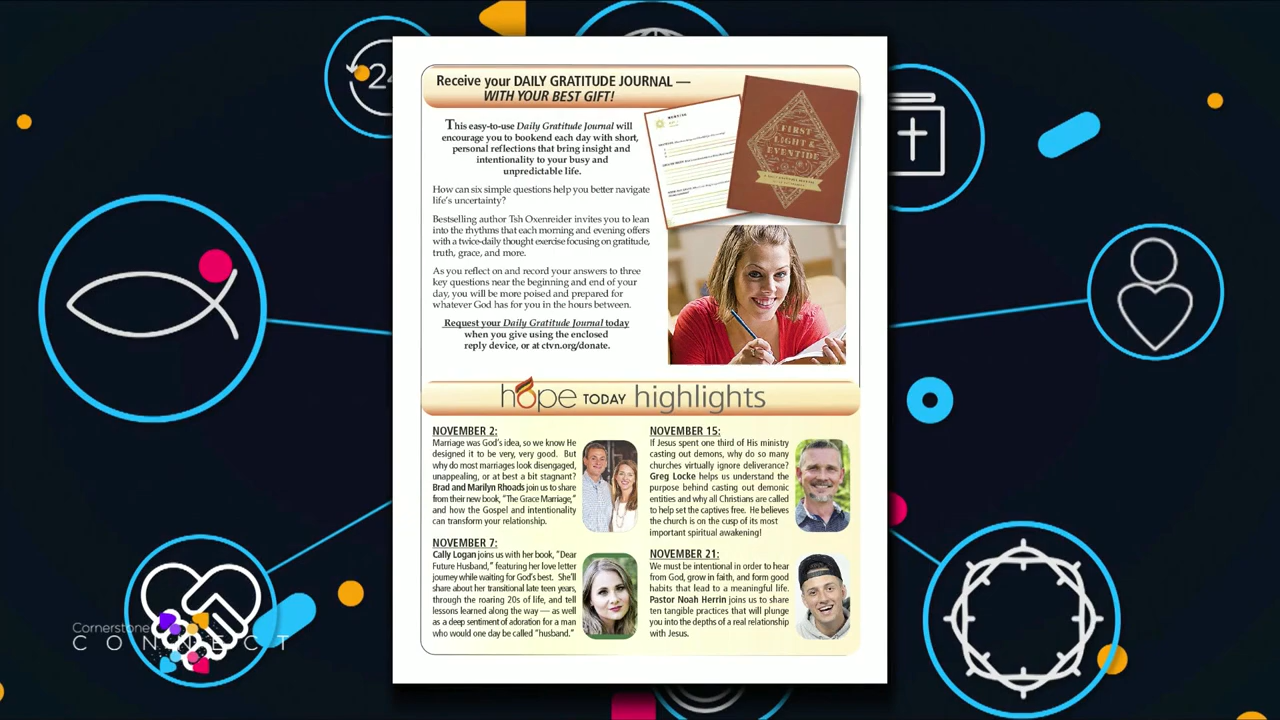 Receive your DAILY GRATITUDE JOURNAL —
WITH YOUR BEST GIFT!
This easy-to-use Daily Gratitude Journal will
encourage you to bookend each day with short,
personal reflections that bring insight and
intentionality to your busy and
unpredictable life.
How can six simple questions help you better navigate
life's uncertainty?
Bestselling author Tsh Oxenreider invites you to lean
into the rhythms that each morning and evening offers
with a twice-daily thought exercise focusing on gratitude,
truth, grace, and more.
As you reflect on and record your answers to three
key questions near the beginning and end of your
day, you will be more poised and prepared for
whatever God has for you in the hours between.
Request your Daily Gratitude Journal today
when you give using the enclosed
reply device, or at ctvn.org/donate.
FIRST
LIGHT &
EVENTIDE
hope TODAY highlights
NOVEMBER 2:
Marriage was God's idea, so we know He
designed it to be very, very good. But
why do most marriages look disengaged,
unappealing, or at best a bit stagnant?
Brad and Marilyn Rhoads join us to share
from their new book, "The Grace Marriage,"
and how the Gospel and intentionality
can transform your relationship.
NOVEMBER 7:
Cally Logan joins us with her book, "Dear
Future Husband," featuring her love letter
journey while waiting for God's best. She'll
share about her transitional late teen years,
through the roaring 20s of life, and tell
lessons learned along the way — as well
as a deep sentiment of adoration for a man
who would one day be called "husband."
NOVEMBER 15:
If Jesus spent one third of His ministry
casting out demons, why do so many
churches virtually ignore deliverance?
Greg Locke helps us understand the
purpose behind casting out demonic
entities and why all Christians are called
to help set the captives free. He believes
the church is on the cusp of its most
important spiritual awakening!
NOVEMBER 21:
We must be intentional in order to hear
from God, grow in faith, and form good
habits that lead to a meaningful life.
Pastor Noah Herrin joins us to share
ten tangible practices that will plunge
you into the depths of a real relationship
with Jesus.
Cornerstone
CONNECT